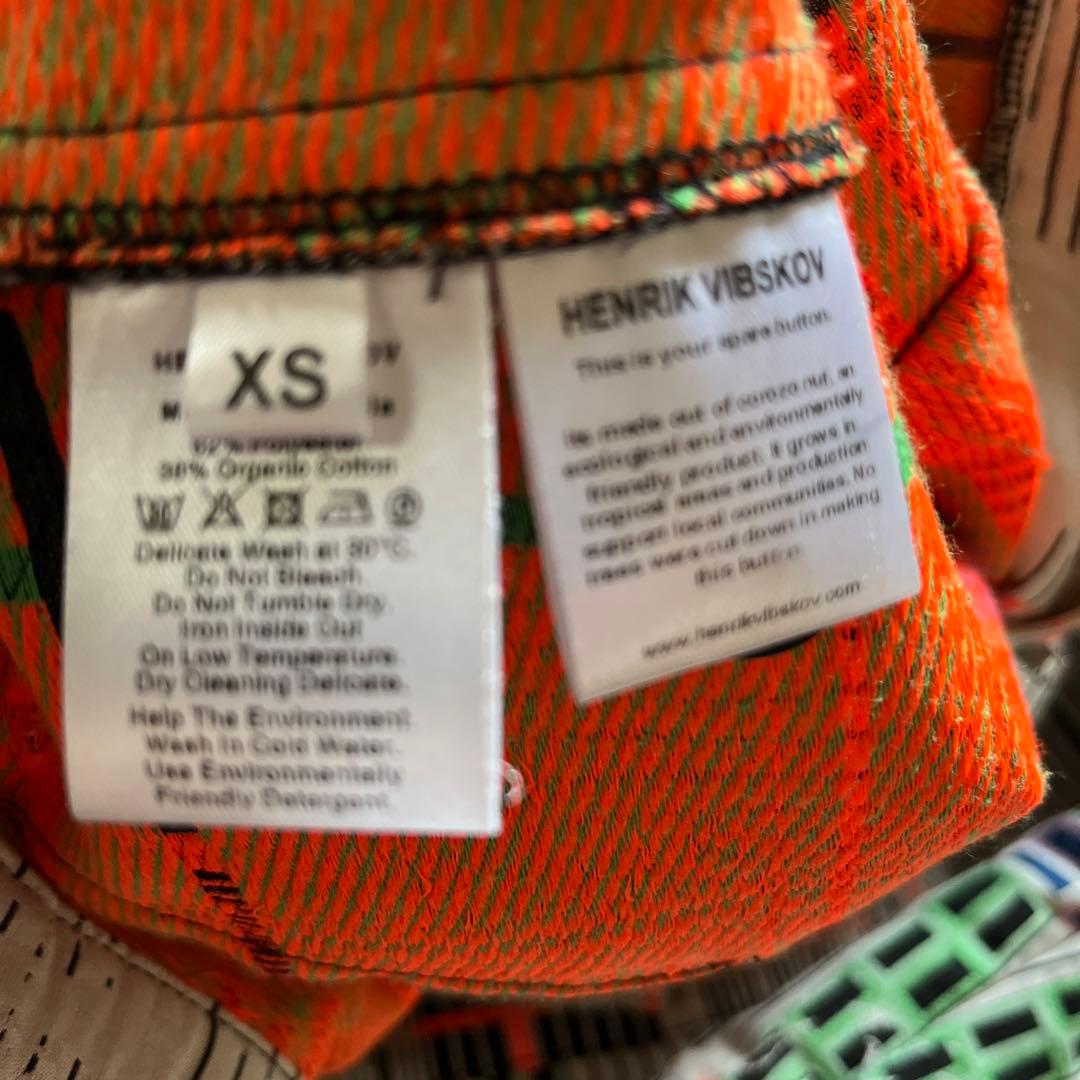 XS
38% Organic Cotton
Delicate Wash at 30°C.
Do Not Bleach.
Do Not Tumble Dry.
Iron Inside Out
On Low Temperature.
Dry Cleaning Delicate.
Help The Environment
Wash In Cold Water.
Use Environmentally
Friendly Detergent.
HENRIK VIBSKOV
This is your spare button.
Its made out of corozo nut, an
ecological and environmentally
friendly product. It grows in
tropical areas and production
support local communities. No
trees were cut down in making
this button.
www.henrikvibskov.com